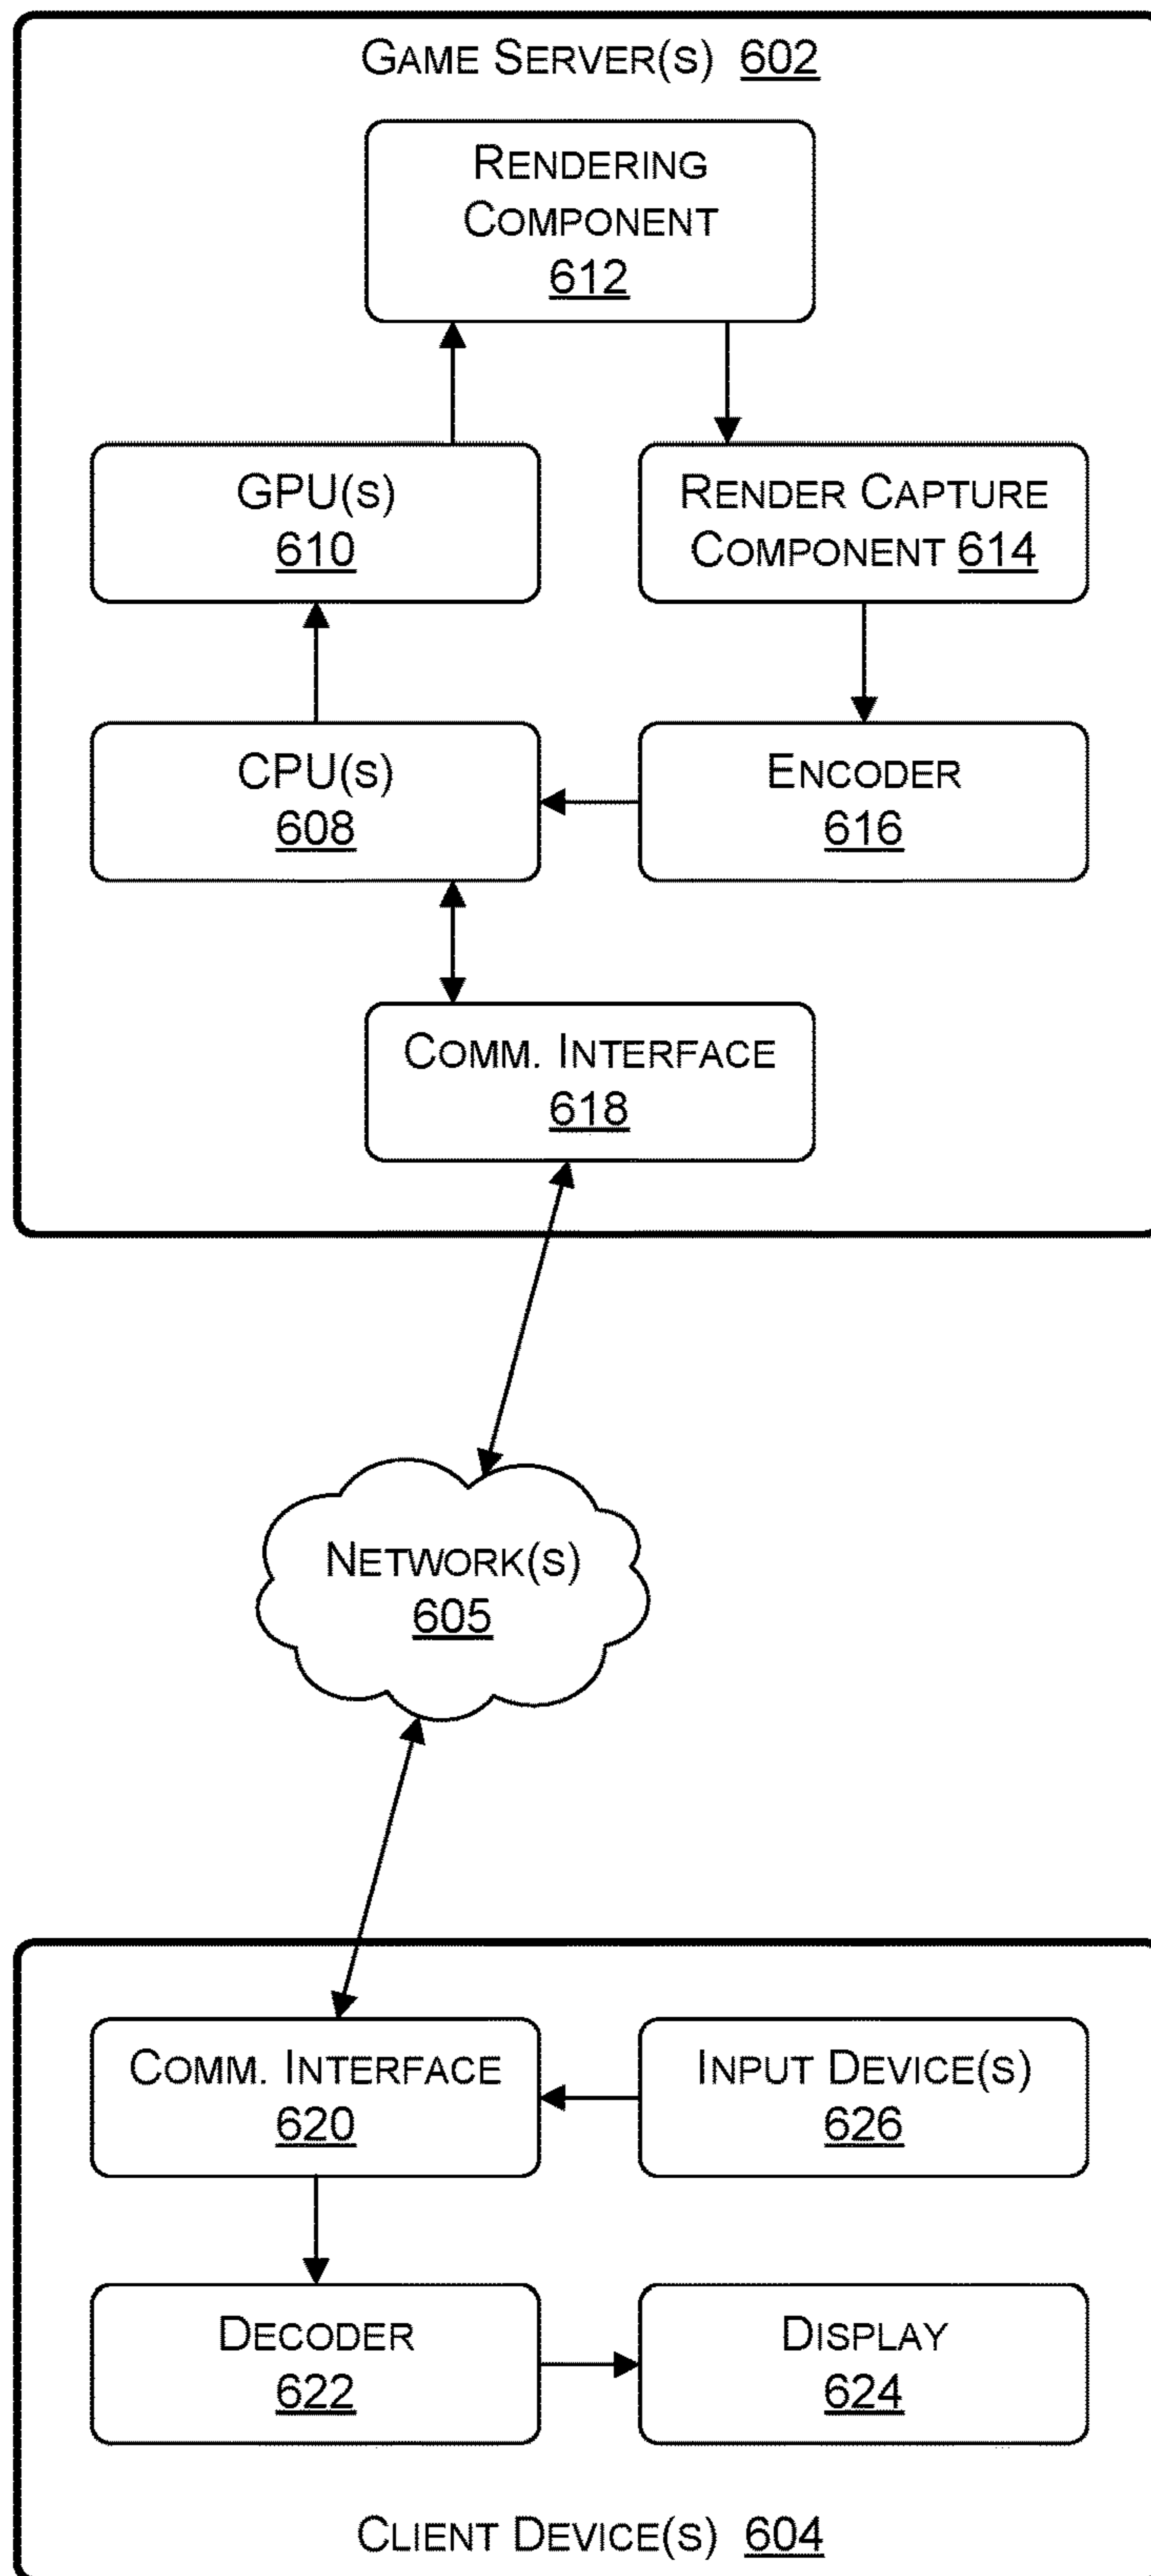 GAME SERVER(S) 602
RENDERING
COMPONENT
612
GPU(S)
610
RENDER CAPTURE
COMPONENT 614
CPU(S)
608
ENCODER
616
COMM. INTERFACE
618
NETWORK(S)
605
COMM. INTERFACE
620
INPUT DEVICE(S)
626
DECODER
622
DISPLAY
624
CLIENT DEVICE(S) 604